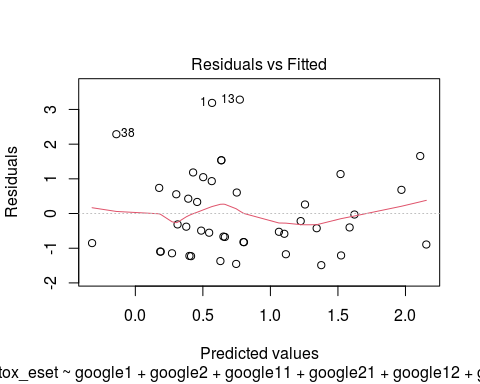 Residuals vs Fitted
Residuals
3
2
1
0
-1
-2
1
13
38
0.0 0.5 1.0 1.5 2.0
Predicted values
tox_eset ~ google1 + google2 + google11 + google21 + google12 + g